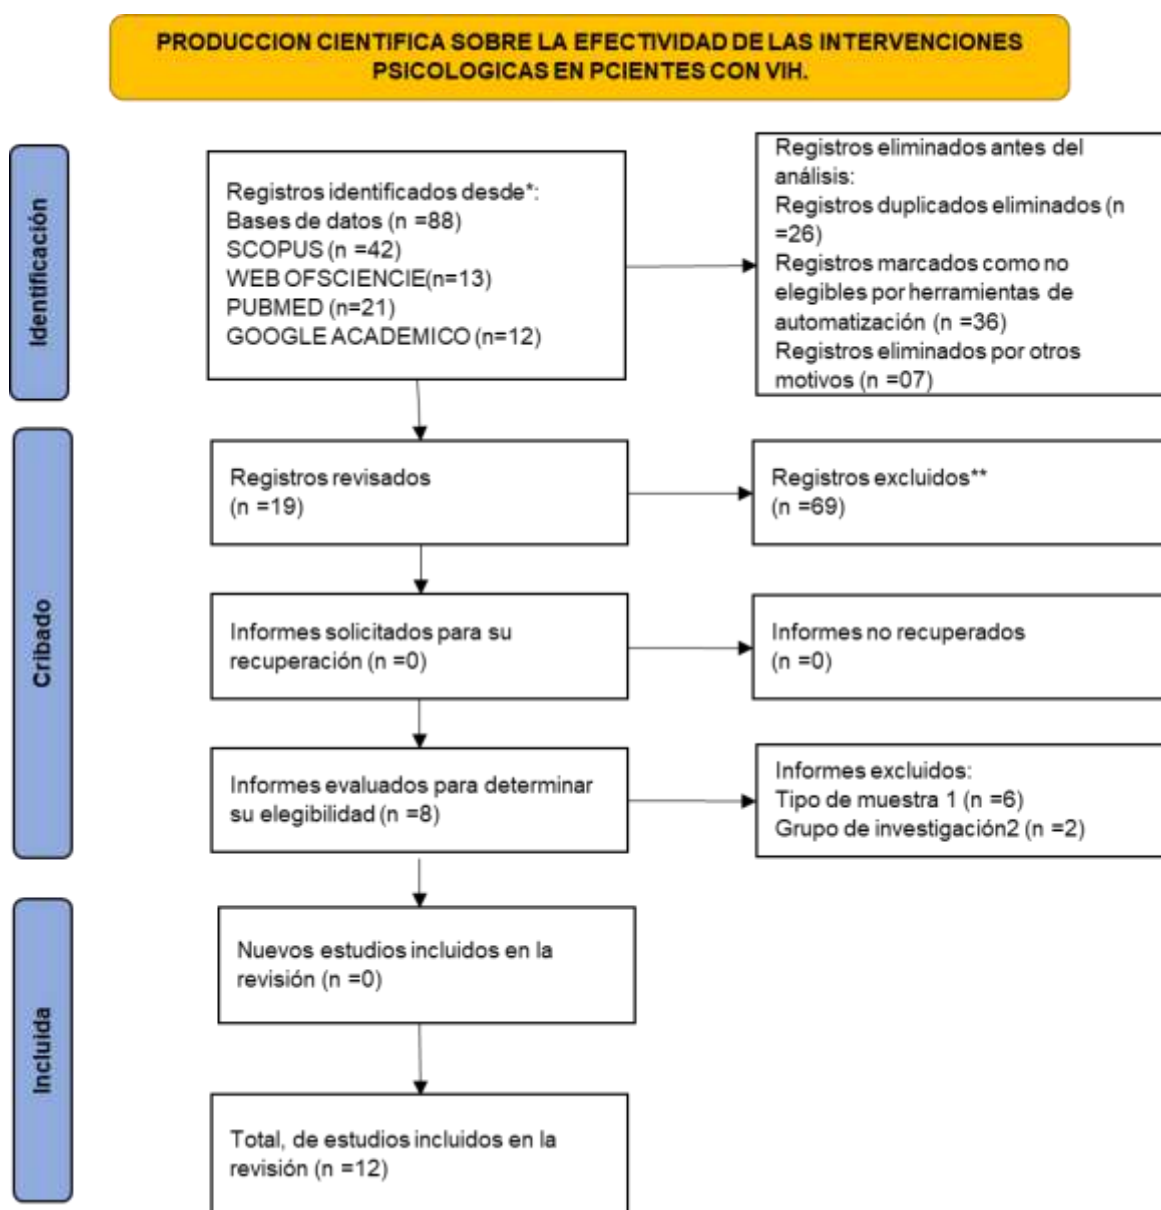 PRODUCCION CIENTIFICA SOBRE LA EFECTIVIDAD DE LAS INTERVENCIONES
PSICOLOGICAS EN PCIENTES CON VIH.
Identificación
Registros identificados desde*:
Bases de datos (n =88)
SCOPUS (n =42)
WEB OFSCIENCIE(n=13)
PUBMED (n=21)
GOOGLE ACADEMICO (n=12)
Registros eliminados antes del
análisis:
Registros duplicados eliminados (n
=26)
Registros marcados como no
elegibles por herramientas de
automatización (n =36)
Registros eliminados por otros
motivos (n =07)
Cribado
Registros revisados
(n =19)
Registros excluidos**
(n =69)
Informes solicitados para su
recuperación (n =0)
Informes no recuperados
(n =0)
Informes evaluados para determinar
su elegibilidad (n =8)
Informes excluidos:
Tipo de muestra 1 (n =6)
Grupo de investigación2 (n =2)
Incluida
Nuevos estudios incluidos en la
revisión (n =0)
Total, de estudios incluidos en la
revisión (n =12)